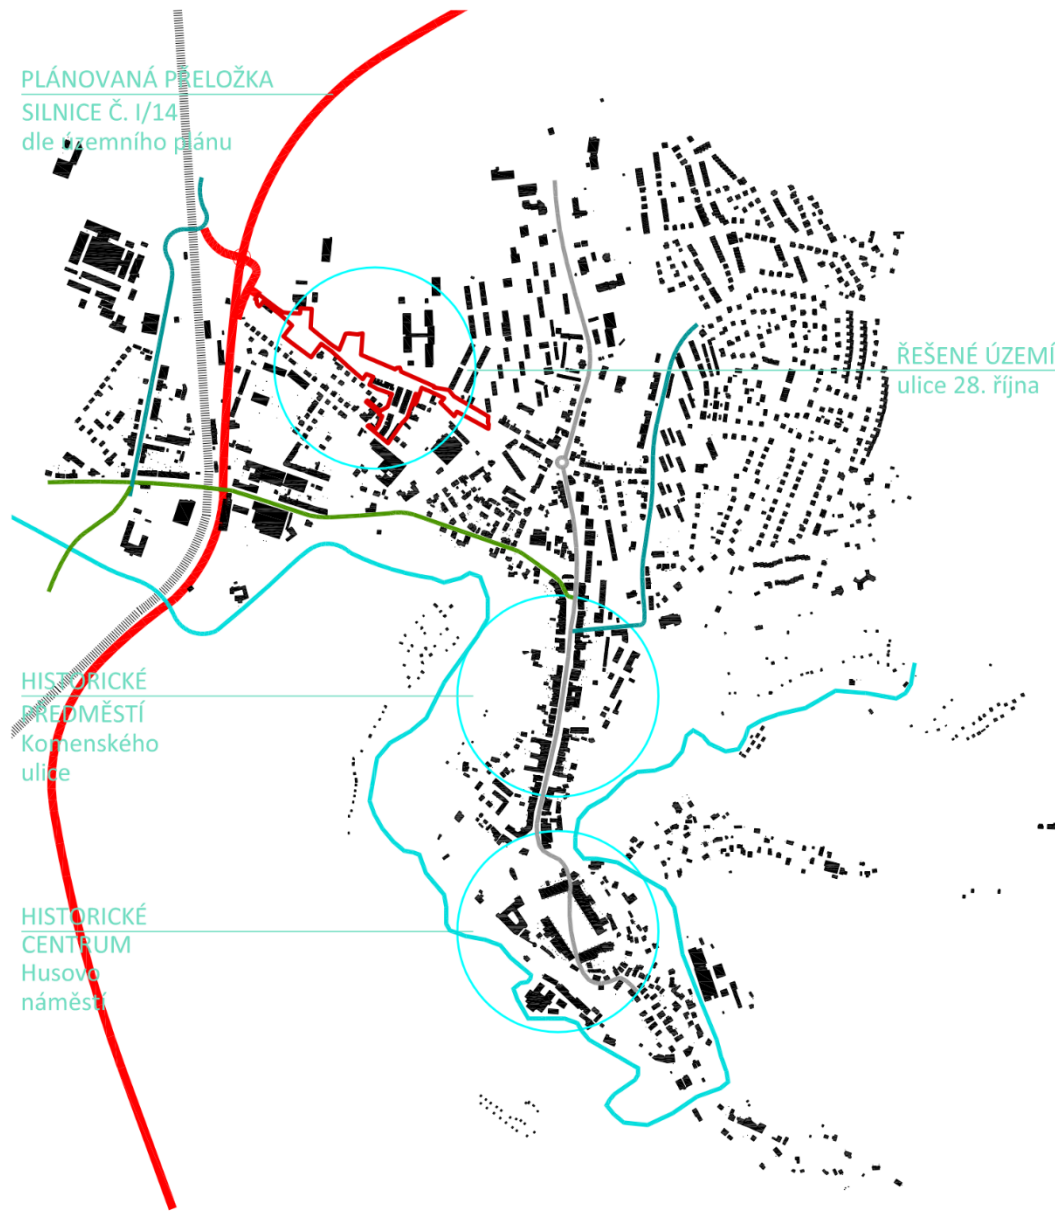 PLÁNOVANÁ PŘELOŽKA
SILNICE Č. I/14
dle územního plánu
ŘEŠENÉ ÚZEMÍ
ulice 28. října
HISTORICKÉ
PŘEDMĚSTÍ
Komenského
ulice
HISTORICKÉ
CENTRUM
Husovo
náměstí